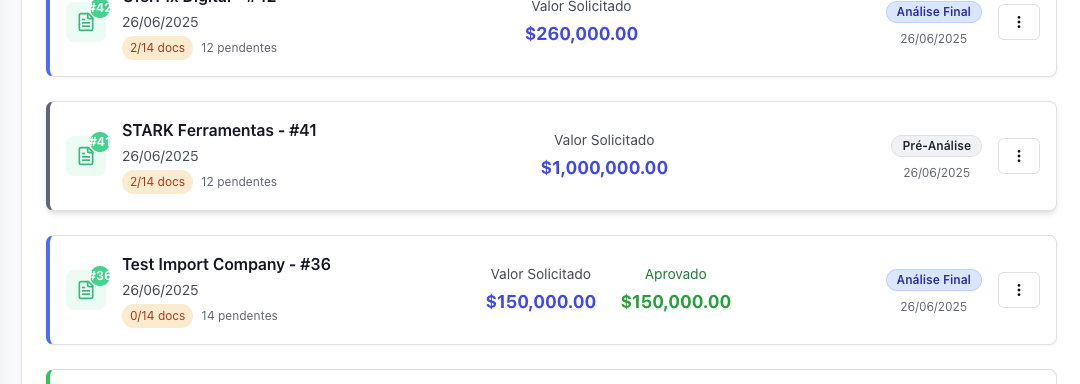 #42
26/06/2025
2/14 docs 12 pendentes
Valor Solicitado
$260,000.00
Análise Final
26/06/2025
#41
STARK Ferramentas - #41
26/06/2025
2/14 docs 12 pendentes
Valor Solicitado
$1,000,000.00
Pré-Análise
26/06/2025
#36
Test Import Company - #36
26/06/2025
0/14 docs 14 pendentes
Valor Solicitado
$150,000.00
Aprovado
$150,000.00
Análise Final
26/06/2025